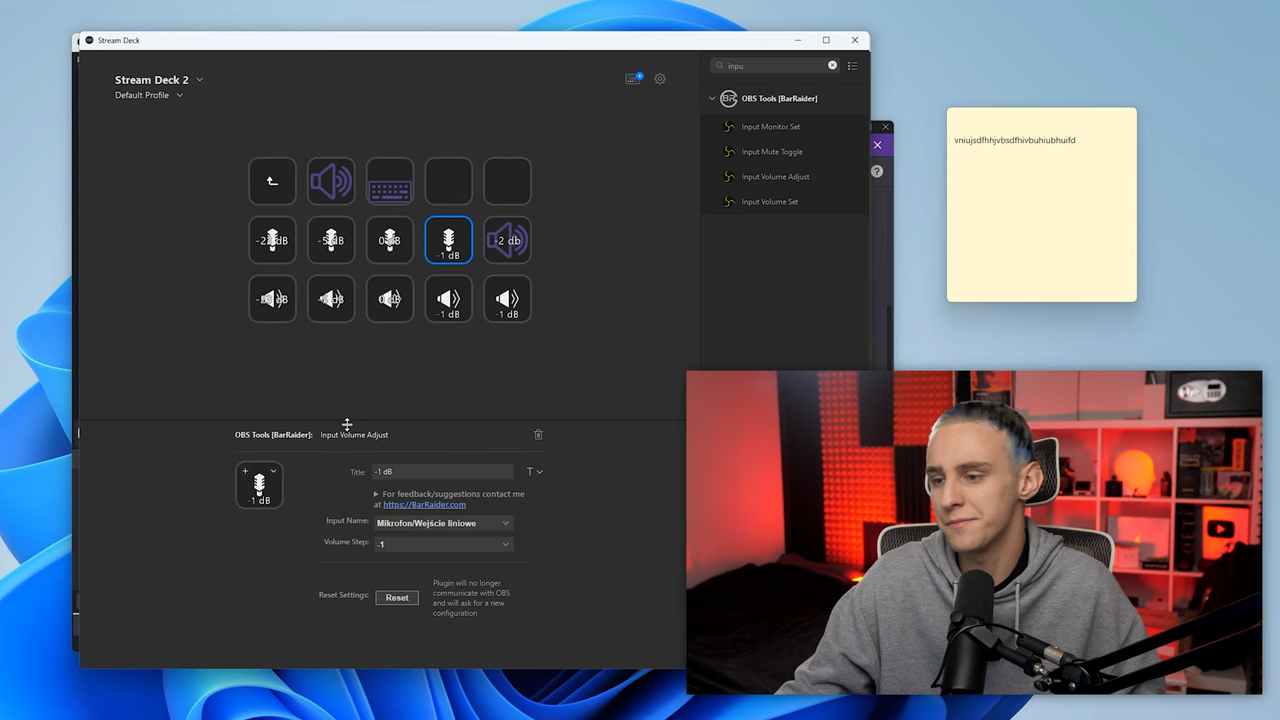 Stream Deck
Stream Deck 2
Default Profile
inpu
OBS Tools [BarRaider]
Input Monitor Set
Input Mute Toggle
Input Volume Adjust
Input Volume Set
?
vniujsdfhhjvbsdfhivbuhiubhuifd
0 dB
-1 dB
-2 db
-1 dB
-1 dB
OBS Tools [BarRaider]:
Input Volume Adjust
-1 dB
Title:
-1 dB
T
For feedback/suggestions contact me
at https://BarRaider.com
Input Name:
Mikrofon/Wejście liniowe
Volume Step:
-1
Reset Settings:
Reset
Plugin will no longer
communicate with OBS
and will ask for a new
configuration